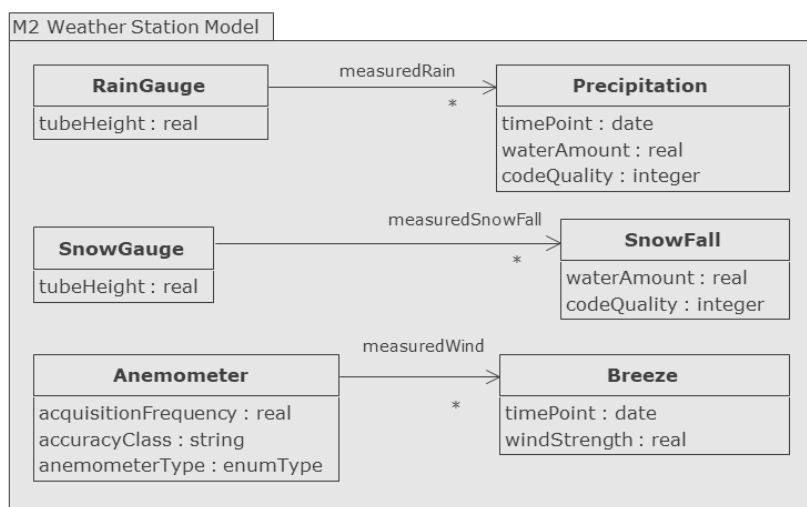 M2 Weather Station Model
measuredRain
RainGauge
tubeHeight : real
*
Precipitation
timePoint : date
waterAmount : real
codeQuality : integer
measuredSnowFall
SnowGauge
tubeHeight : real
*
SnowFall
waterAmount : real
codeQuality : integer
measuredWind
Anemometer
acquisitionFrequency : real
accuracyClass : string
anemometerType : enumType
*
Breeze
timePoint : date
windStrength : real